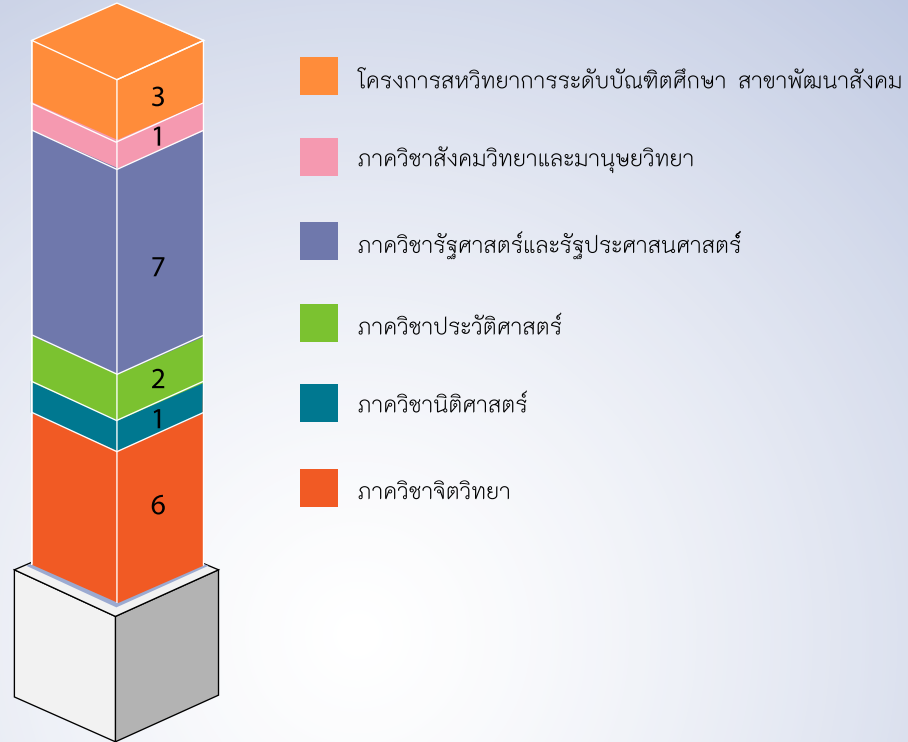 3
1
7
2
1
6
โครงการสหวิทยาการระดับบัณฑิตศึกษา สาขาพัฒนาสังคม
ภาควิชาสังคมวิทยาและมานุษยวิทยา
ภาควิชารัฐศาสตร์และรัฐประศาสนศาสตร์
ภาควิชาประวัติศาสตร์
ภาควิชานิติศาสตร์
ภาควิชาจิตวิทยา